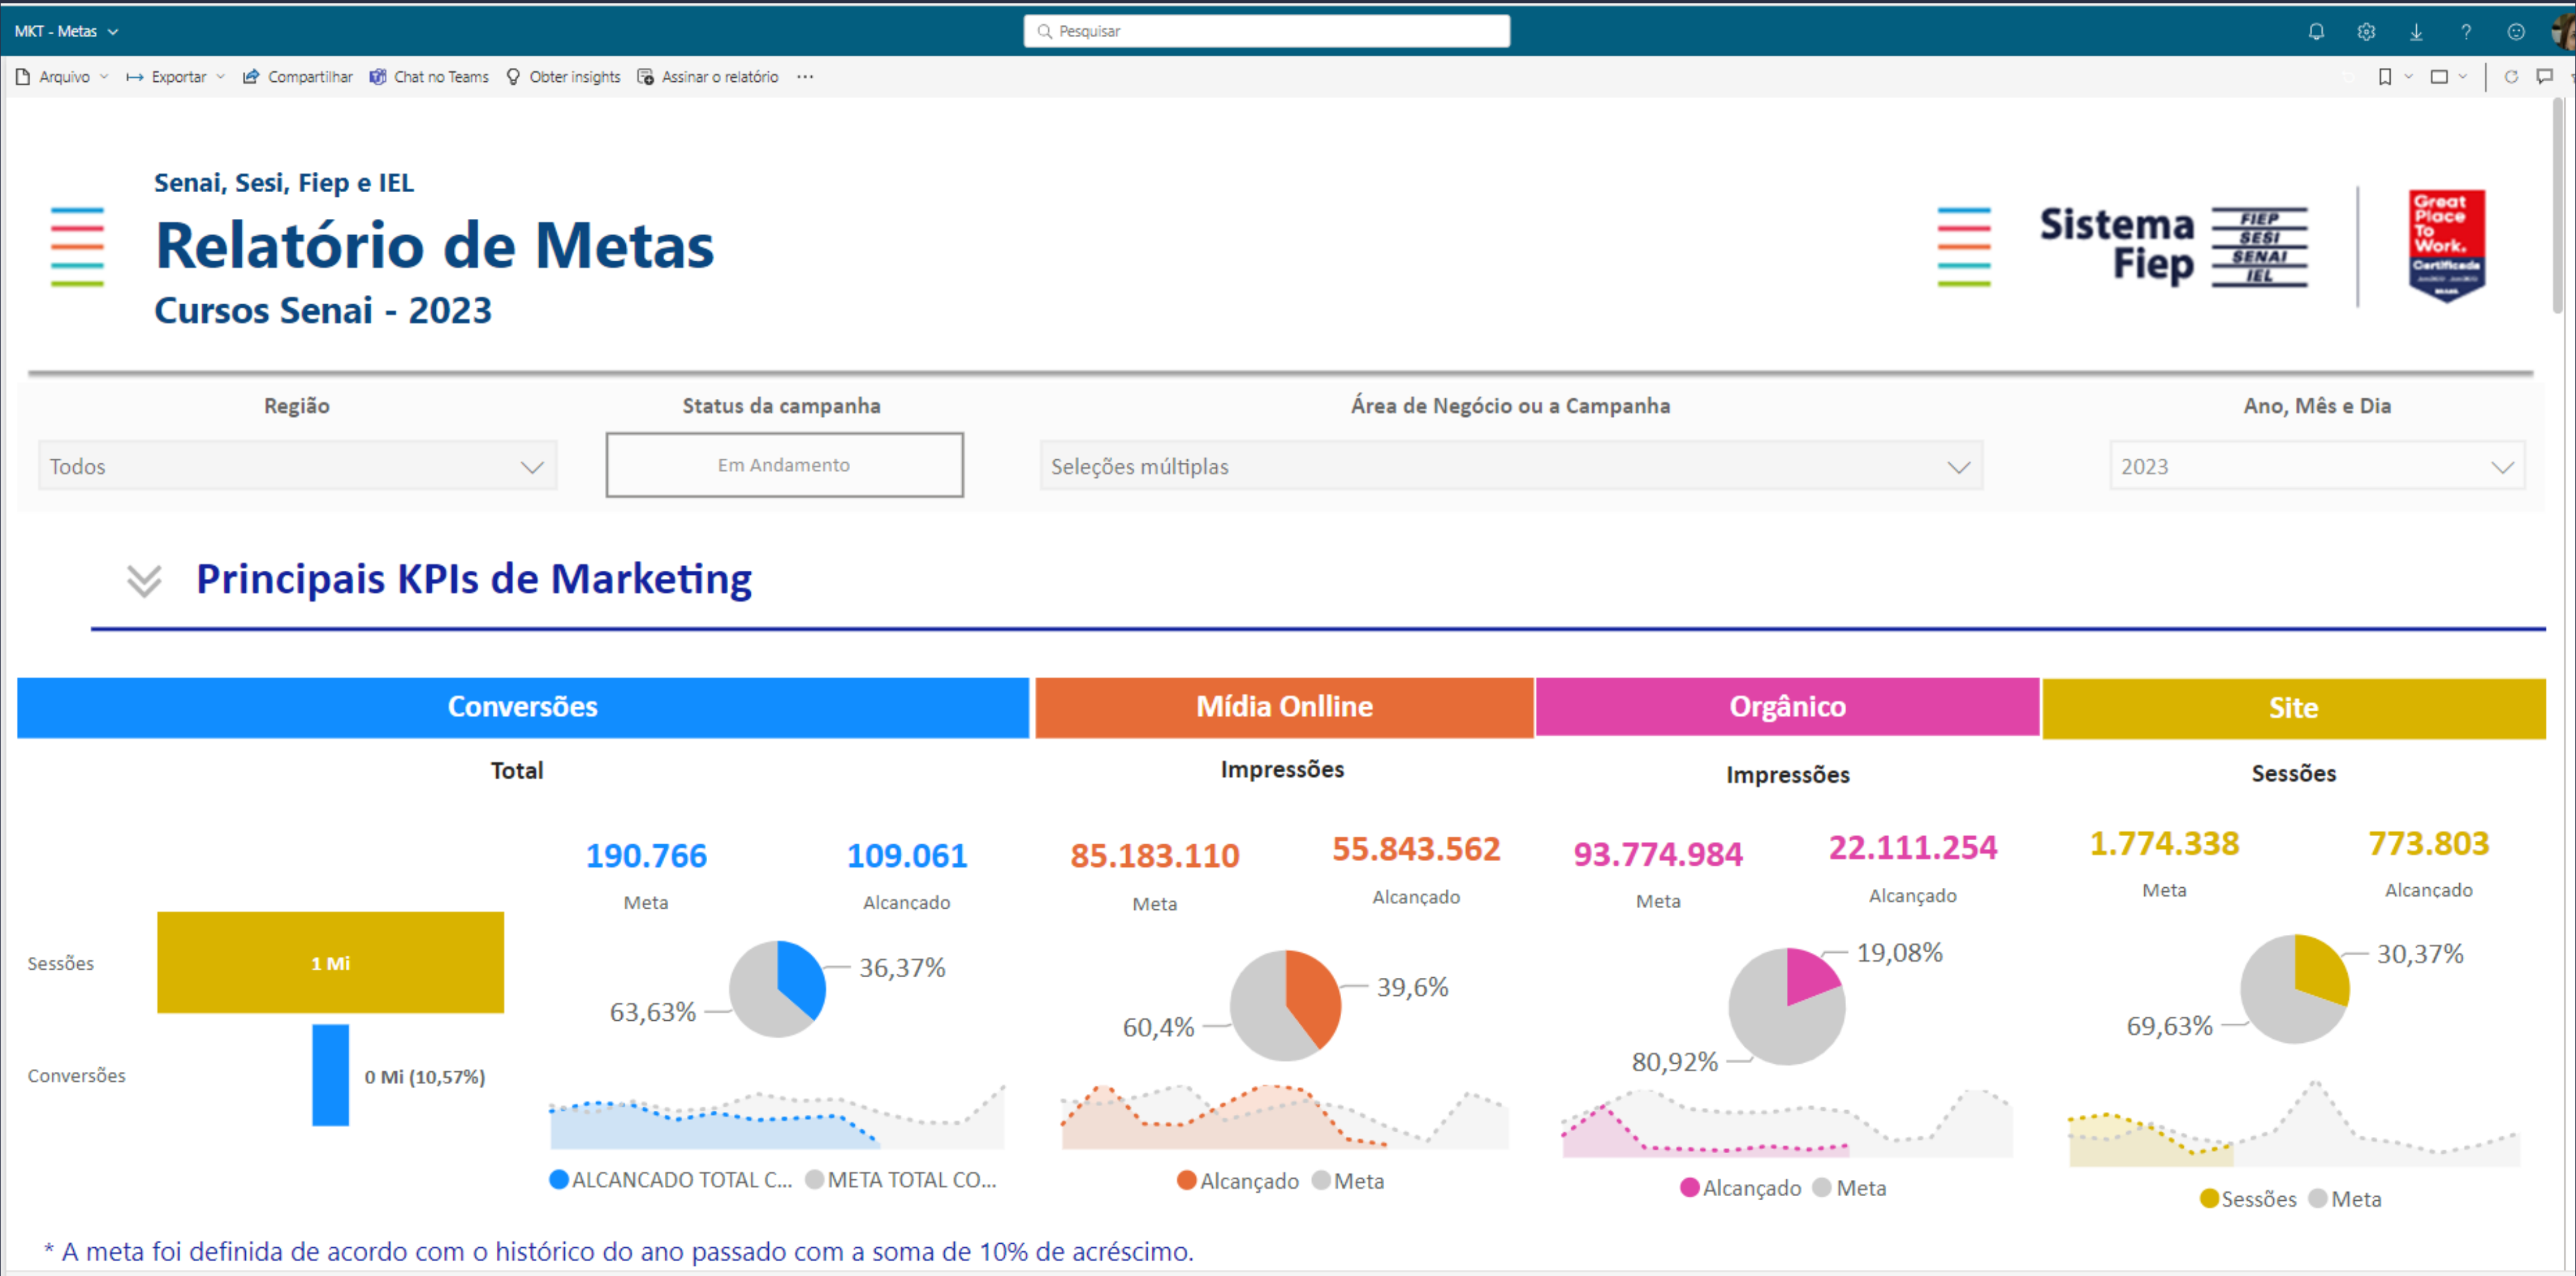 MKT - Metas
Pesquisar
?
Arquivo
Exportar
Compartilhar
Chat no Teams
Obter insights
Assinar o relatório
...
Senai, Sesi, Fiep e IEL
Relatório de Metas
Cursos Senai - 2023
Sistema
Fiep
FIEP
SESI
SENAI
IEL
Great
Place
To
Work.
Certificada
BRASIL
Região
Status da campanha
Área de Negócio ou a Campanha
Ano, Mês e Dia
Todos
Em Andamento
Seleções múltiplas
2023
Principais KPIs de Marketing
Conversões
Mídia Onlline
Orgânico
Site
Total
Impressões
Impressões
Sessões
190.766
Meta
109.061
Alcancado
85.183.110
Meta
55.843.562
Alcançado
93.774.984
Meta
22.111.254
Alcançado
1.774.338
Meta
773.803
Alcançado
Sessões
1 Mi
Conversões
0 Mi (10,57%)
36,37%
63,63%
39,6%
60,4%
19,08%
80,92%
30,37%
69,63%
ALCANCADO TOTAL C...
META TOTAL CO...
Alcançado
Meta
Alcançado
Meta
Sessões
Meta
* A meta foi definida de acordo com o histórico do ano passado com a soma de 10% de acréscimo.